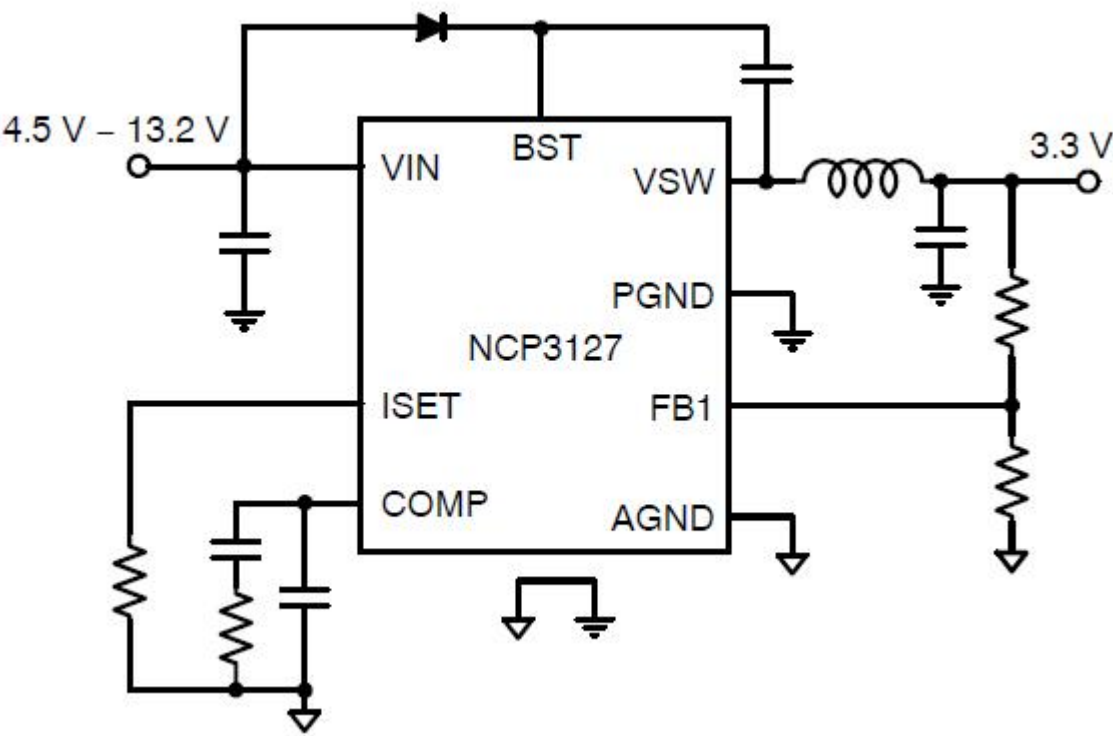 4.5 V – 13.2 V
BST
VIN
VSW
3.3 V
PGND
NCP3127
ISET
FB1
COMP
AGND